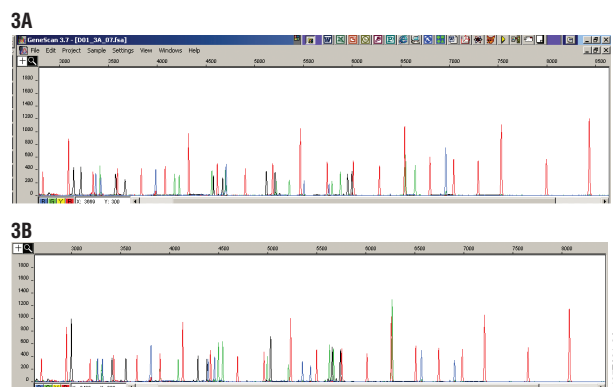 3A
GeneScan 3.7 - [D01_3A_07.fsa]
File Edit Project Sample Settings View Windows Help
2000 2500 3000 3500 4000 4500 5000 5500 6000 6500 7000 7500 8000 8500
1800
1600
1400
1200
1000
800
600
400
200
0
B G Y R X: 3099 Y: 300
3B
3000 3500 4000 4500 5000 5500 6000 6500 7000 7500 8000
1800
1600
1400
1200
1000
800
600
400
200
0